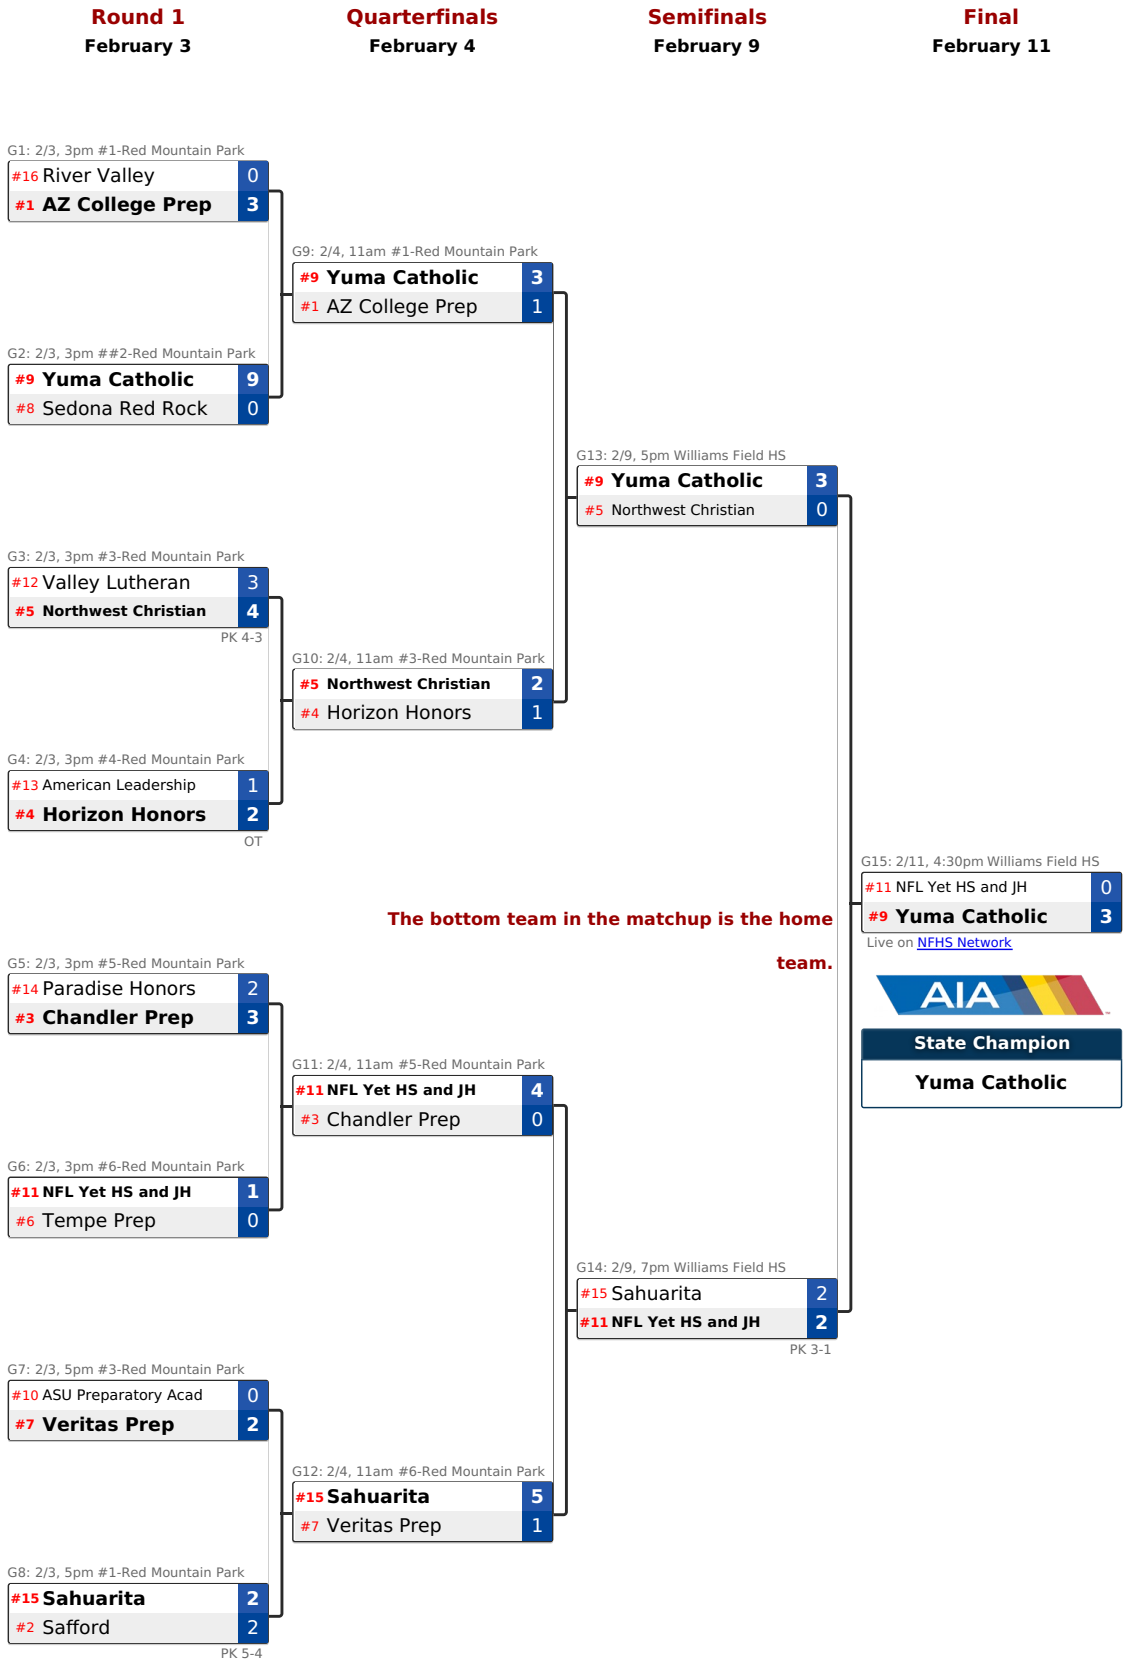 Round 1
February 3
Quarterfinals
February 4
Semifinals
February 9
Final
February 11
G1: 2/3, 3pm #1-Red Mountain Park
#16 River Valley 0
#1 AZ College Prep 3
G2: 2/3, 3pm ##2-Red Mountain Park
#9 Yuma Catholic 9
#8 Sedona Red Rock 0
G3: 2/3, 3pm #3-Red Mountain Park
#12 Valley Lutheran 3
#5 Northwest Christian 4
PK 4-3
G4: 2/3, 3pm #4-Red Mountain Park
#13 American Leadership 1
#4 Horizon Honors 2
OT
G5: 2/3, 3pm #5-Red Mountain Park
#14 Paradise Honors 2
#3 Chandler Prep 3
G6: 2/3, 3pm #6-Red Mountain Park
#11 NFL Yet HS and JH 1
#6 Tempe Prep 0
G7: 2/3, 5pm #3-Red Mountain Park
#10 ASU Preparatory Acad 0
#7 Veritas Prep 2
G8: 2/3, 5pm #1-Red Mountain Park
#15 Sahuarita 2
#2 Safford 2
PK 5-4
G9: 2/4, 11am #1-Red Mountain Park
#9 Yuma Catholic 3
#1 AZ College Prep 1
G10: 2/4, 11am #3-Red Mountain Park
#5 Northwest Christian 2
#4 Horizon Honors 1
G11: 2/4, 11am #5-Red Mountain Park
#11 NFL Yet HS and JH 4
#3 Chandler Prep 0
G12: 2/4, 11am #6-Red Mountain Park
#15 Sahuarita 5
#7 Veritas Prep 1
G13: 2/9, 5pm Williams Field HS
#9 Yuma Catholic 3
#5 Northwest Christian 0
The bottom team in the matchup is the home
team.
G14: 2/9, 7pm Williams Field HS
#15 Sahuarita 2
#11 NFL Yet HS and JH 2
PK 3-1
G15: 2/11, 4:30pm Williams Field HS
#11 NFL Yet HS and JH 0
#9 Yuma Catholic 3
Live on NFHS Network
AIA™
State Champion
Yuma Catholic